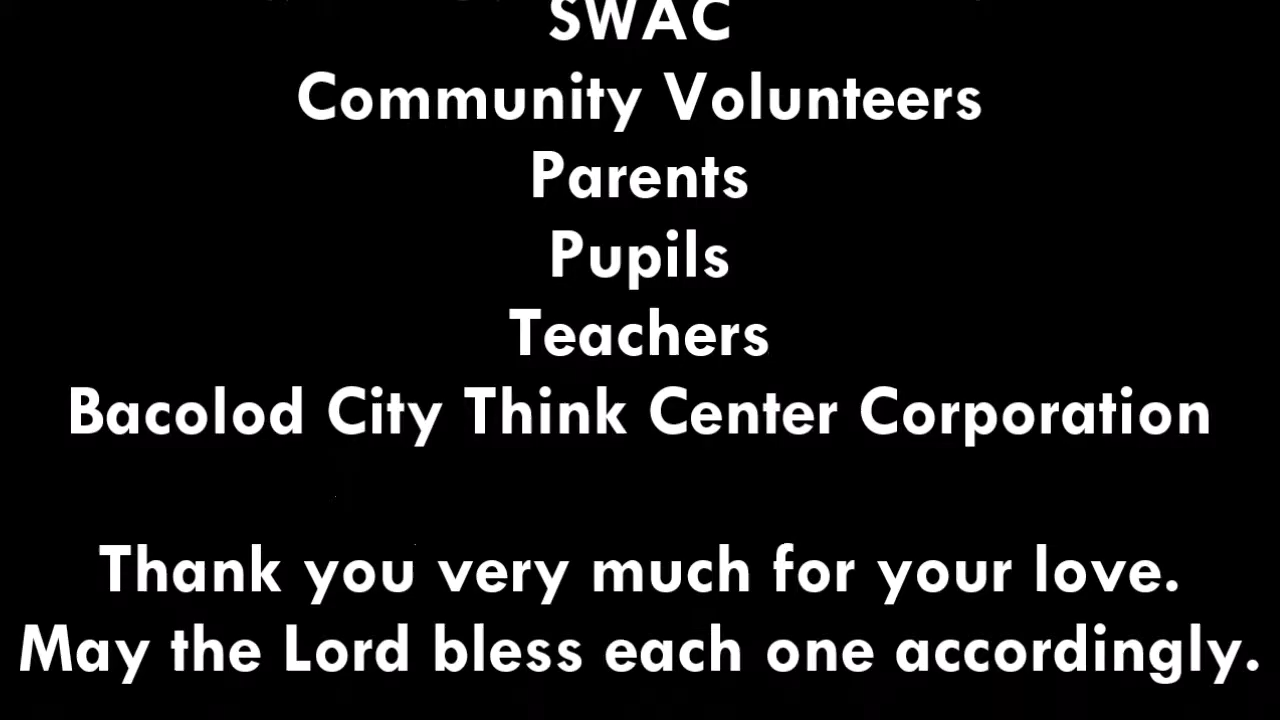 SWAC
Community Volunteers
Parents
Pupils
Teachers
Bacolod City Think Center Corporation
Thank you very much for your love.
May the Lord bless each one accordingly.